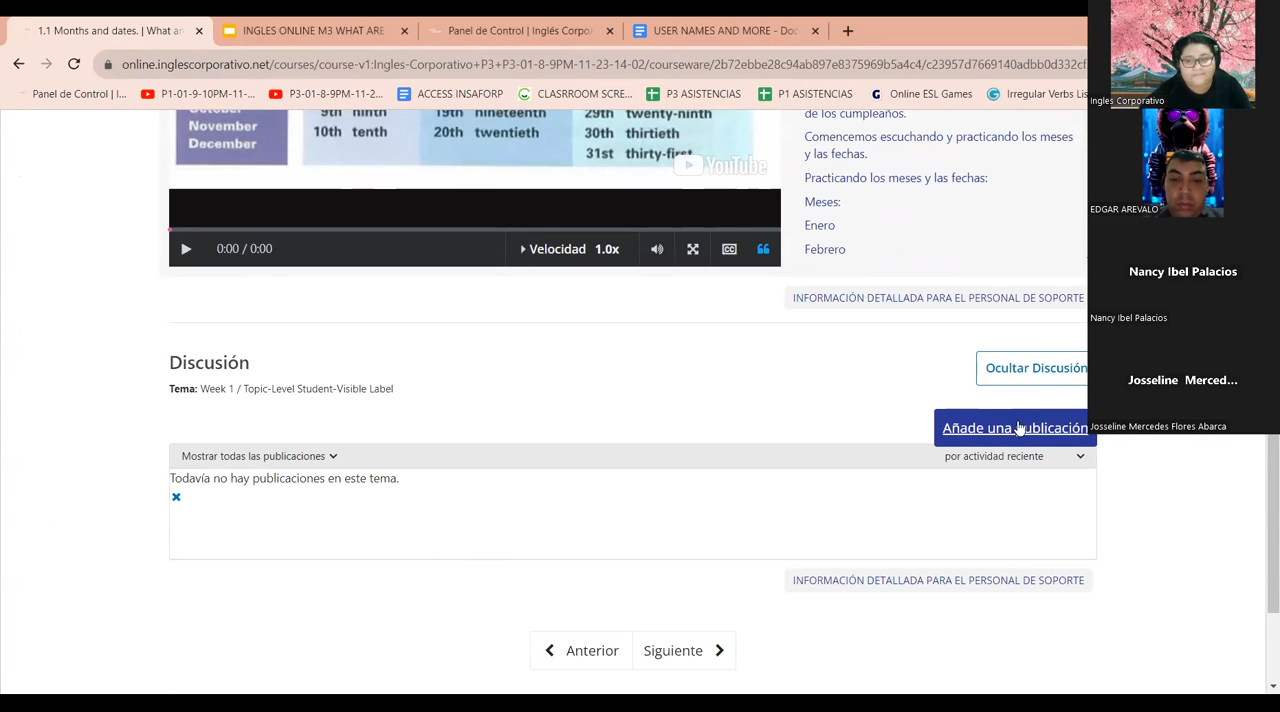 1.1 Months and dates. | What an
INGLES ONLINE M3 WHAT ARE
Panel de Control | Inglés Corpor
USER NAMES AND MORE - Doc
online.inglescorporativo.net/courses/course-v1:Ingles-Corporativo+P3+P3-01-8-9PM-11-23-14-02/courseware/2b72ebbe28c94ab897e8375969b5a4c4/c23957d7669140adbb0d332cf
Panel de Control | I...
P1-01-9-10PM-11-...
P3-01-8-9PM-11-2...
ACCESS INSAFORP
CLASRROOM SCRE...
P3 ASISTENCIAS
P1 ASISTENCIAS
Online ESL Games
Irregular Verbs Lis
Ingles Corporativo
EDGAR AREVALO
Nancy Ibel Palacios
Nancy Ibel Palacios
Josseline Merced...
Josseline Mercedes Flores Abarca
October
November
December
9th ninth
10th tenth
19th nineteenth
20th twentieth
29th twenty-ninth
30th thirtieth
31st thirty-first
YouTube
de los cumpleaños.
Comencemos escuchando y practicando los meses
y las fechas.
Practicando los meses y las fechas:
Meses:
Enero
Febrero
0:00 / 0:00
Velocidad 1.0x
CC
INFORMACIÓN DETALLADA PARA EL PERSONAL DE SOPORTE
Discusión
Ocultar Discusión
Tema: Week 1 / Topic-Level Student-Visible Label
Añade una publicación
Mostrar todas las publicaciones
por actividad reciente
Todavía no hay publicaciones en este tema.
INFORMACIÓN DETALLADA PARA EL PERSONAL DE SOPORTE
Anterior
Siguiente